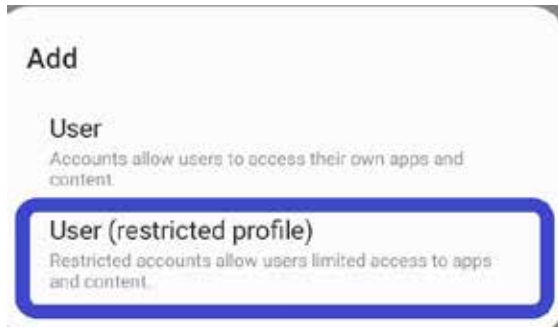 Add
User
Accounts allow users to access their own apps and
content.
User (restricted profile)
Restricted accounts allow users limited access to apps
and content.